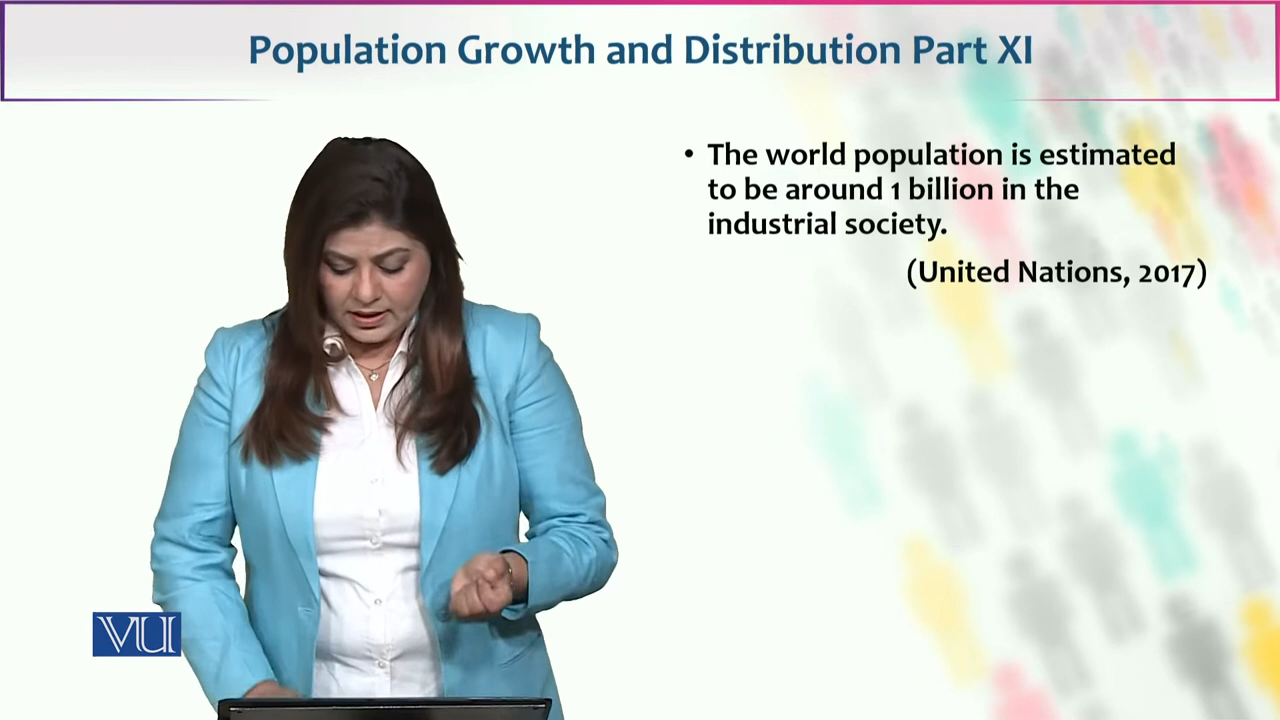 Population Growth and Distribution Part XI
• The world population is estimated
to be around 1 billion in the
industrial society.
(United Nations, 2017)
VU